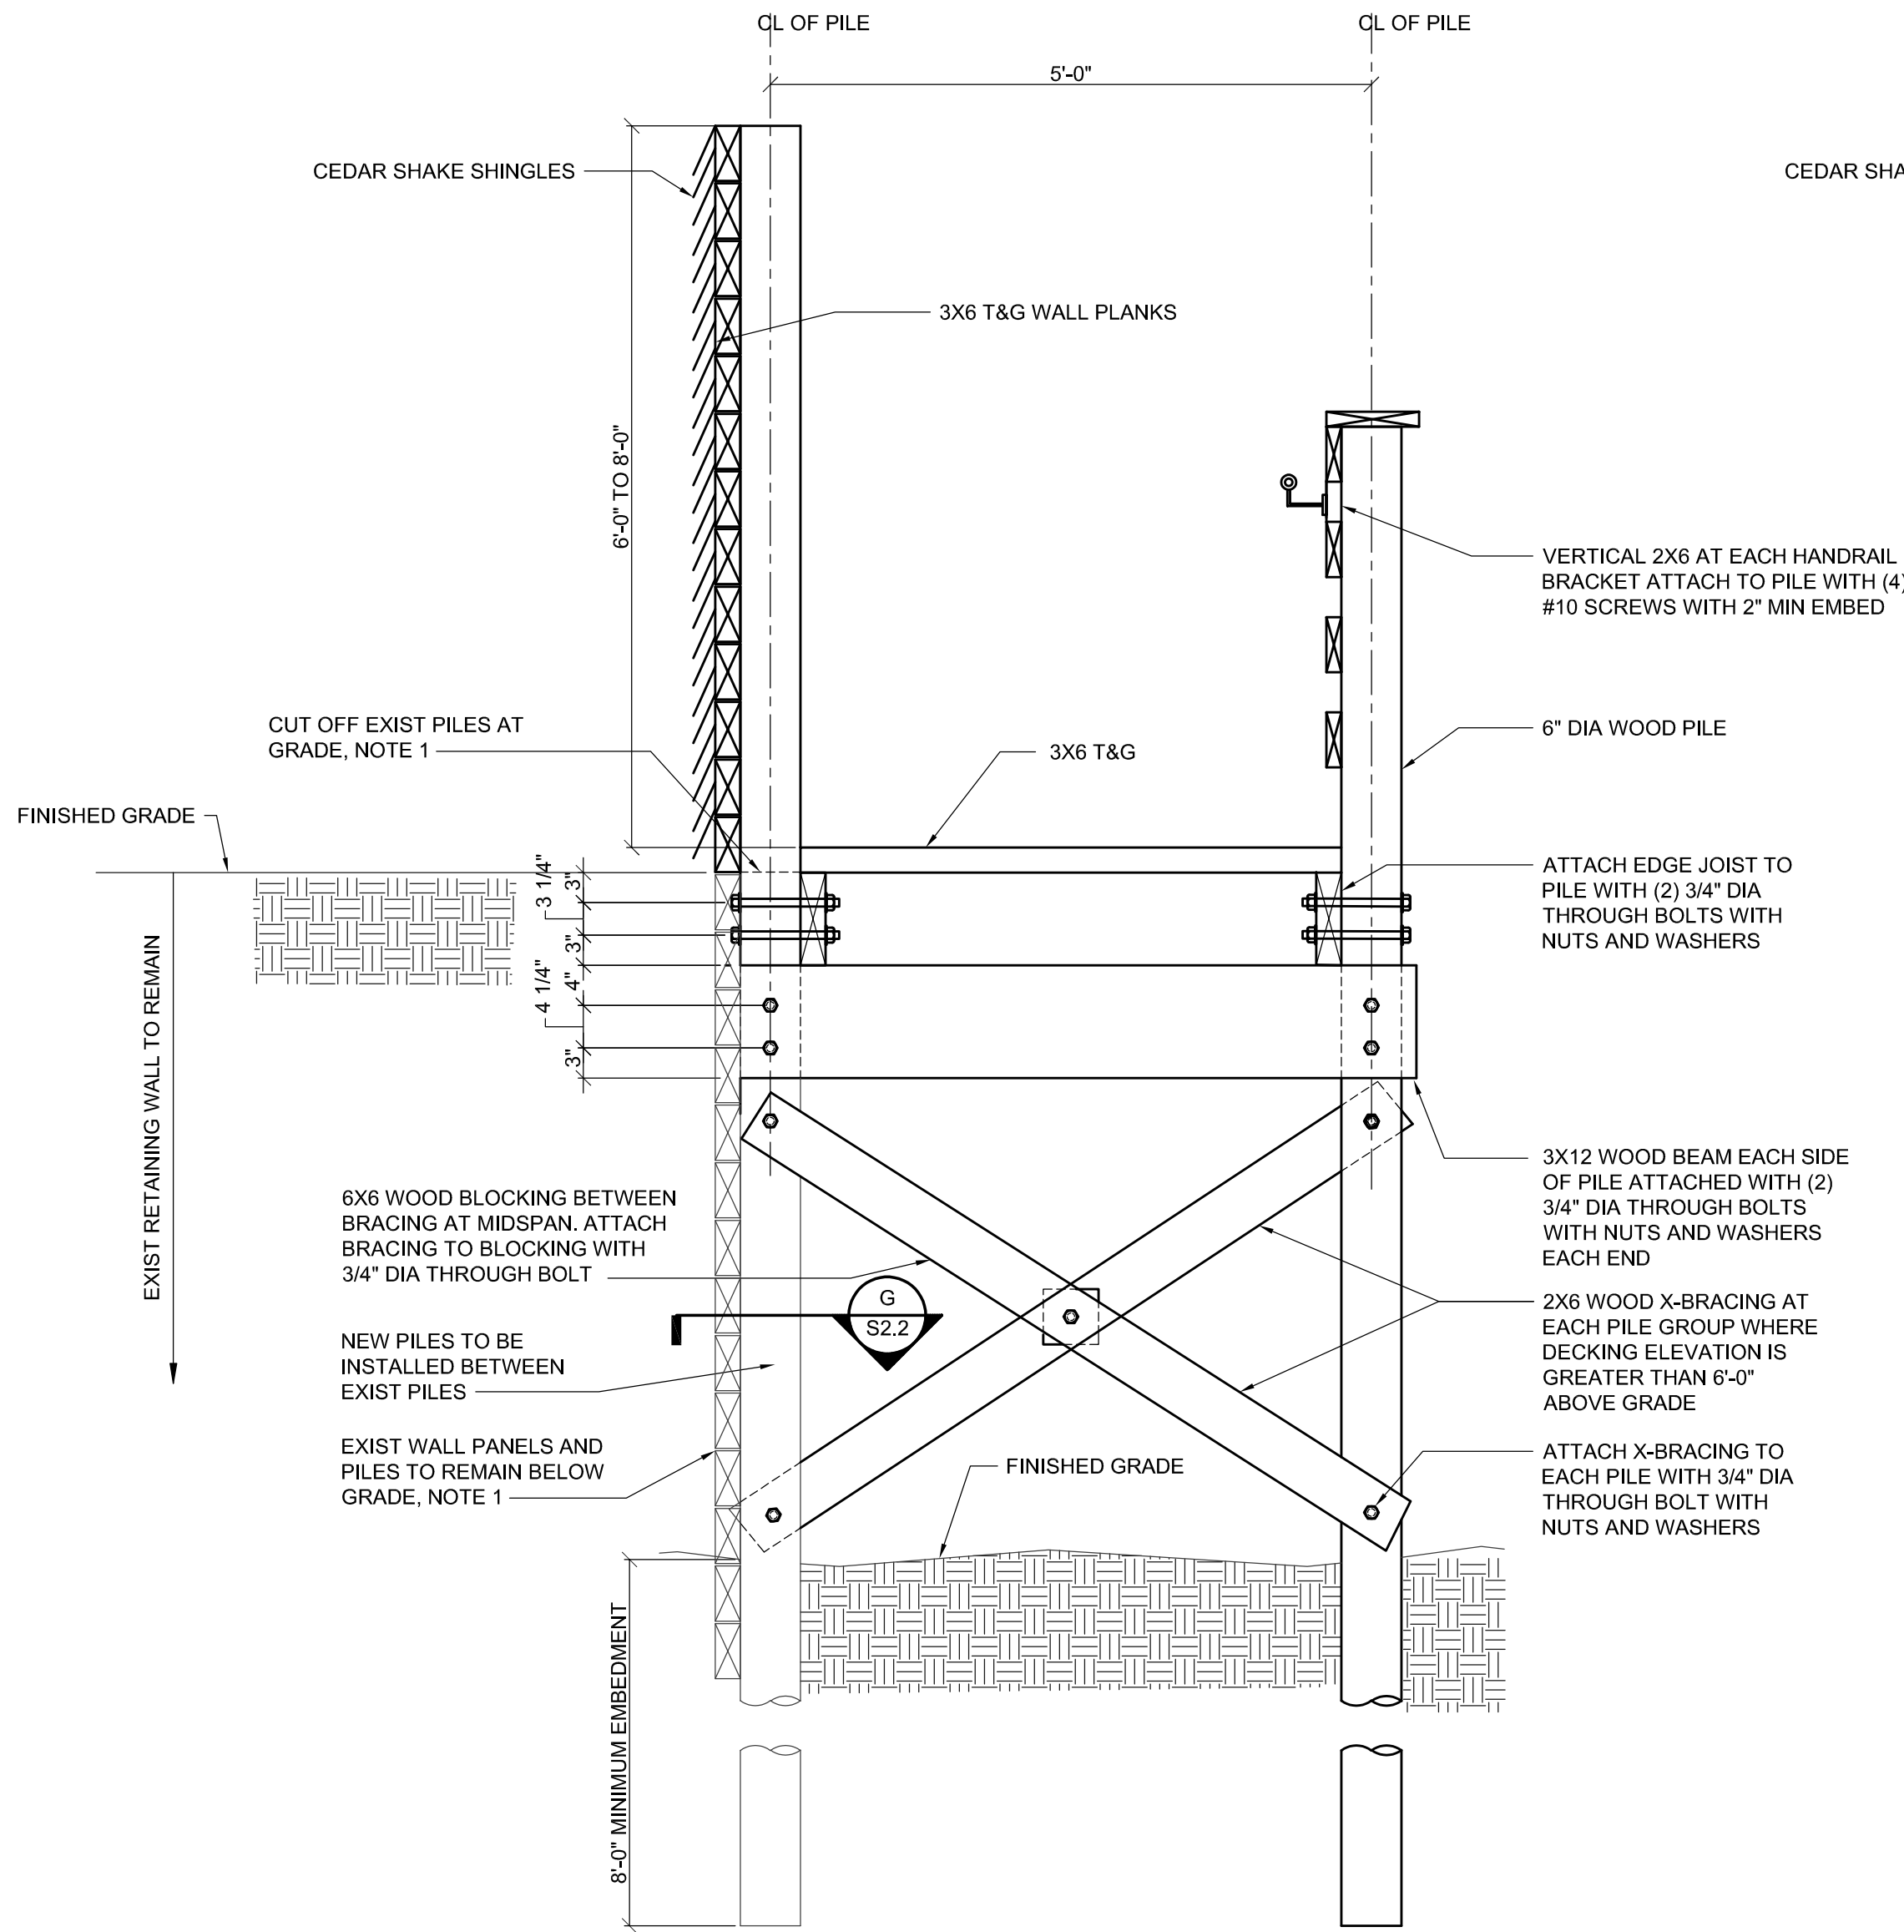 CL OF PILE
CL OF PILE
5'-0"
CEDAR SHAKE SHINGLES
CEDAR SHA
3X6 T&G WALL PLANKS
6'-0" TO 8'-0"
VERTICAL 2X6 AT EACH HANDRAIL
BRACKET ATTACH TO PILE WITH (4)
#10 SCREWS WITH 2" MIN EMBED
CUT OFF EXIST PILES AT
GRADE, NOTE 1
3X6 T&G
6" DIA WOOD PILE
FINISHED GRADE
ATTACH EDGE JOIST TO
PILE WITH (2) 3/4" DIA
THROUGH BOLTS WITH
NUTS AND WASHERS
3"
3 1/4"
3"
4"
4 1/4"
3"
EXIST RETAINING WALL TO REMAIN
3X12 WOOD BEAM EACH SIDE
OF PILE ATTACHED WITH (2)
3/4" DIA THROUGH BOLTS
WITH NUTS AND WASHERS
EACH END
6X6 WOOD BLOCKING BETWEEN
BRACING AT MIDSPAN. ATTACH
BRACING TO BLOCKING WITH
3/4" DIA THROUGH BOLT
G
S2.2
2X6 WOOD X-BRACING AT
EACH PILE GROUP WHERE
DECKING ELEVATION IS
GREATER THAN 6'-0"
ABOVE GRADE
NEW PILES TO BE
INSTALLED BETWEEN
EXIST PILES
EXIST WALL PANELS AND
PILES TO REMAIN BELOW
GRADE, NOTE 1
FINISHED GRADE
ATTACH X-BRACING TO
EACH PILE WITH 3/4" DIA
THROUGH BOLT WITH
NUTS AND WASHERS
8'-0" MINIMUM EMBEDMENT